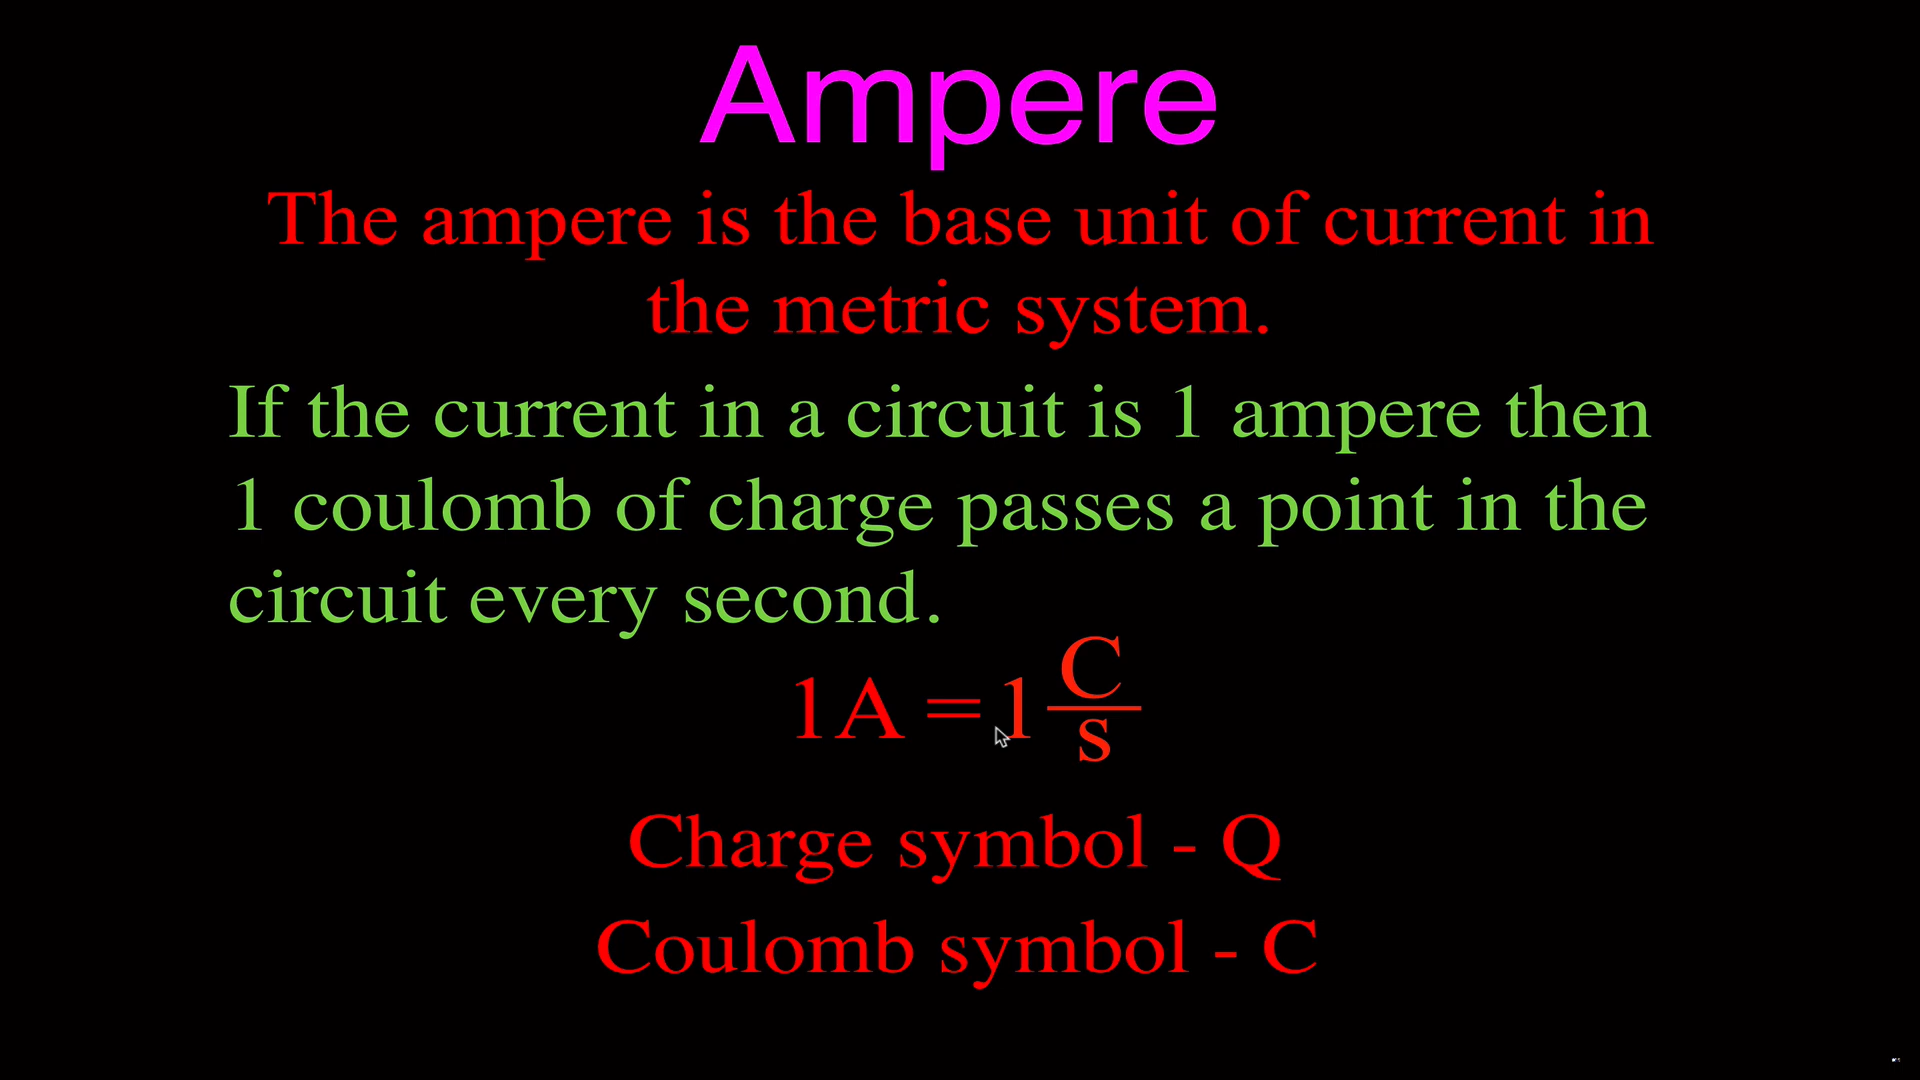 Ampere
The ampere is the base unit of current in
the metric system.
If the current in a circuit is 1 ampere then
1 coulomb of charge passes a point in the
circuit every second.
1A = 1 C/s
Charge symbol - Q
Coulomb symbol - C